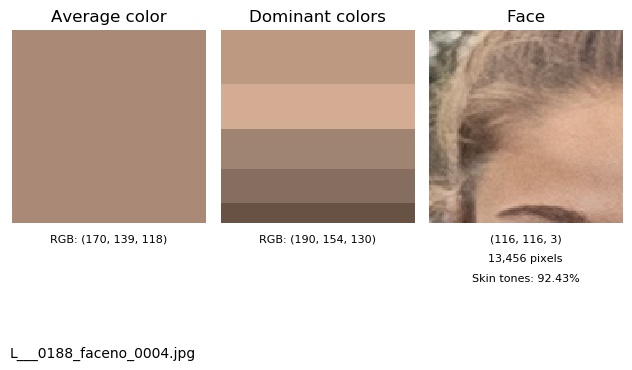 Average color
Dominant colors
Face
RGB: (170, 139, 118)
RGB: (190, 154, 130)
(116, 116, 3)
13,456 pixels
Skin tones: 92.43%
L___0188_faceno_0004.jpg